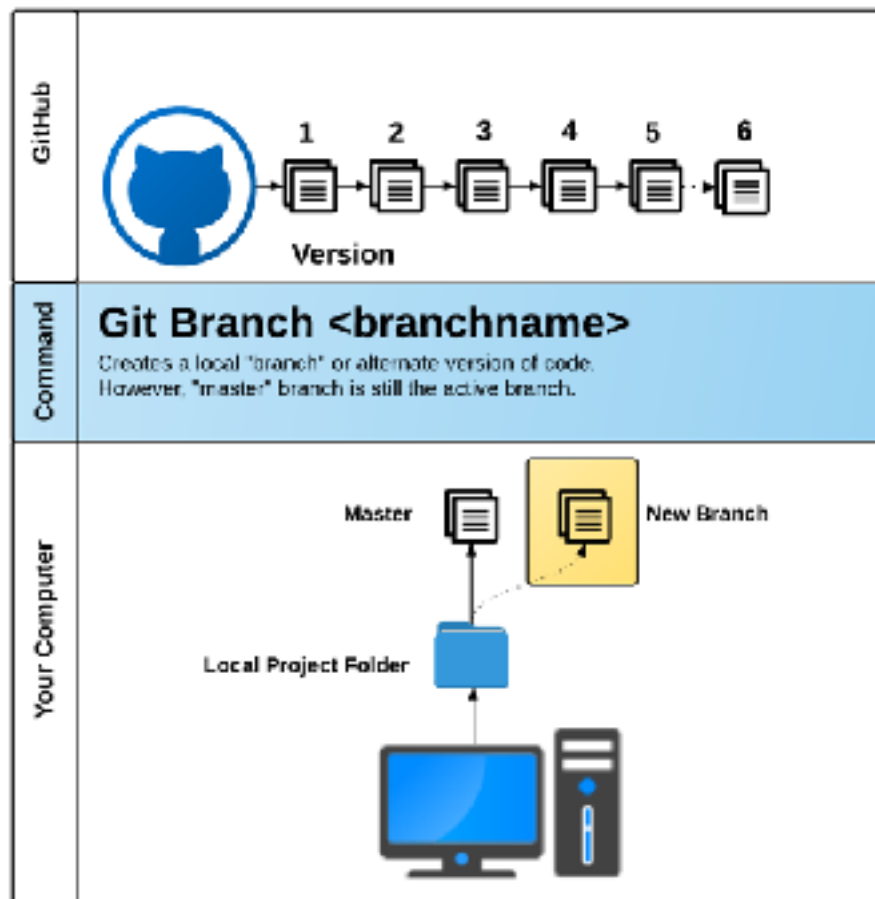 GitHub
1 2 3 4 5 6
Version
Command
Git Branch <branchname>
Creates a local "branch" or alternate version of code.
However, "master" branch is still the active branch.
Your Computer
Master
New Branch
Local Project Folder